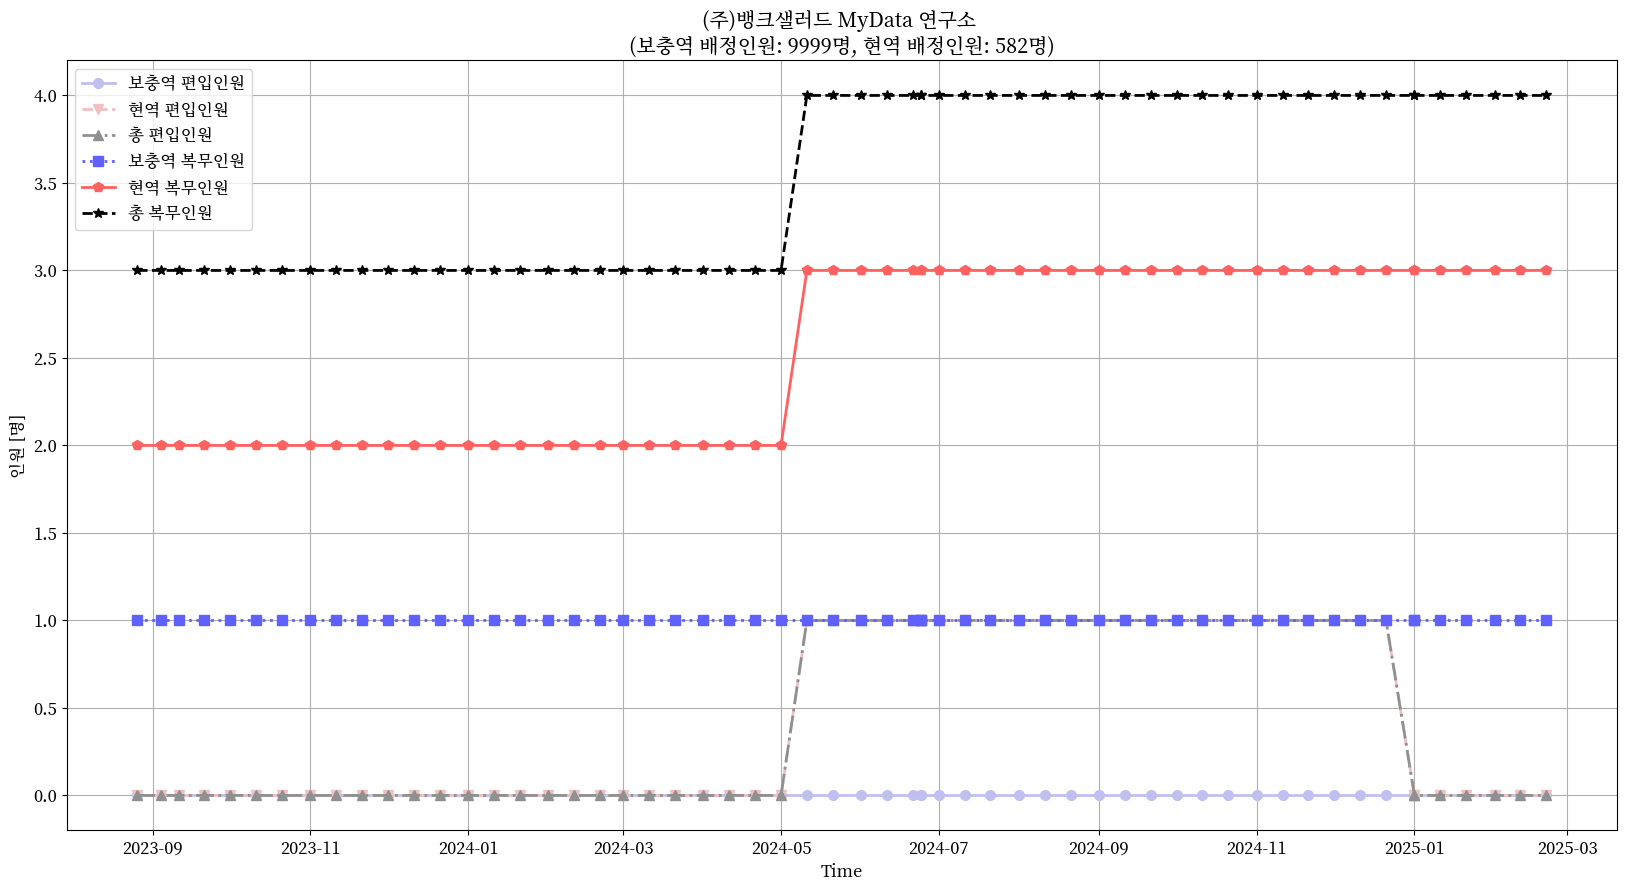 (주)뱅크샐러드 MyData 연구소
(보충역 배정인원: 9999명, 현역 배정인원: 582명)
보충역 편입인원
현역 편입인원
총 편입인원
보충역 복무인원
현역 복무인원
총 복무인원
4.0
3.5
3.0
2.5
2.0
1.5
1.0
0.5
0.0
인원 [명]
2023-09 2023-11 2024-01 2024-03 2024-05 2024-07 2024-09 2024-11 2025-01 2025-03
Time